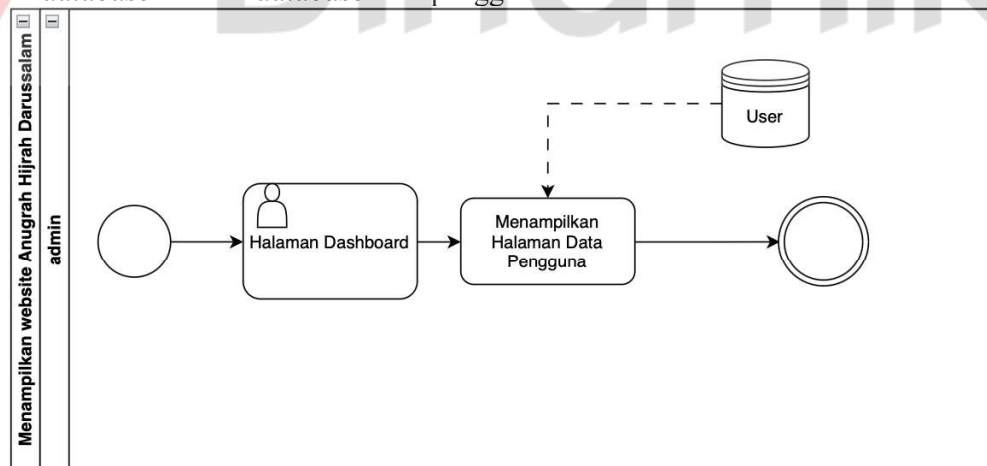 Menampilkan website Anugrah Hijrah Darussalam
admin
User
Halaman Dashboard
Menampilkan
Halaman Data
Pengguna